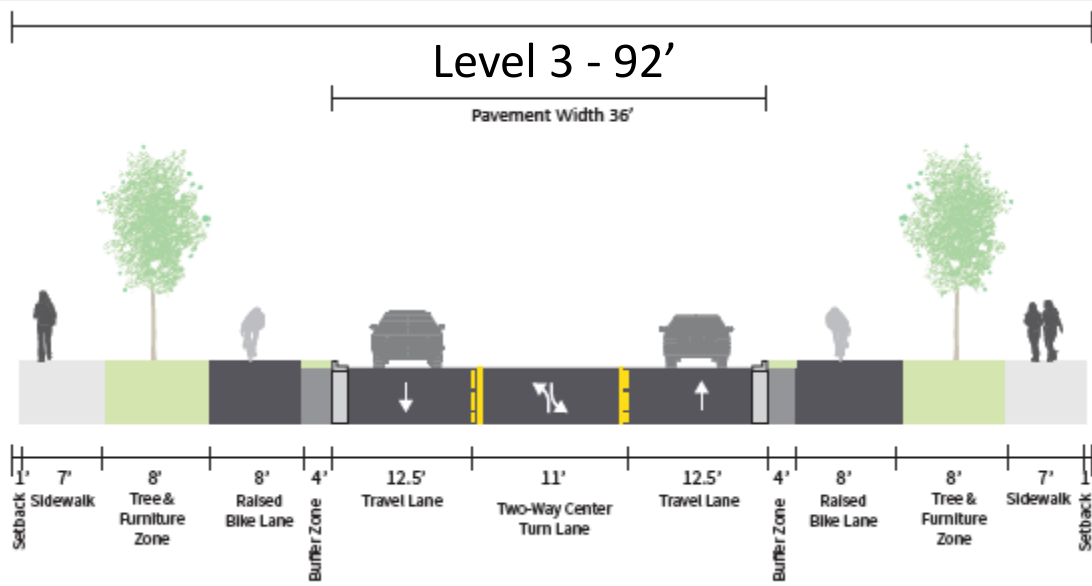 Level 3 - 92’
Pavement Width 36’
1’ 7’ 8’ 8’ 4’ 12.5’ 11’ 12.5’ 4’ 8’ 8’ 7’ 1’
Setback
Sidewalk
Tree &
Furniture
Zone
Raised
Bike Lane
Buffer Zone
Travel Lane
Two-Way Center
Turn Lane
Travel Lane
Buffer Zone
Raised
Bike Lane
Tree &
Furniture
Zone
Sidewalk
Setback